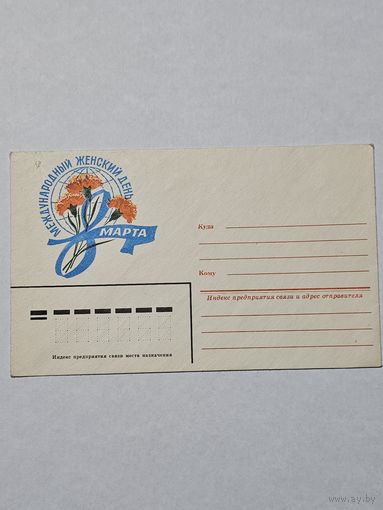 МЕЖДУНАРОДНЫЙ ЖЕНСКИЙ ДЕНЬ
8 МАРТА
Куда
Кому
Индекс предприятия связи и адрес отправителя
Индекс предприятия связи места назначения
www.ay.by